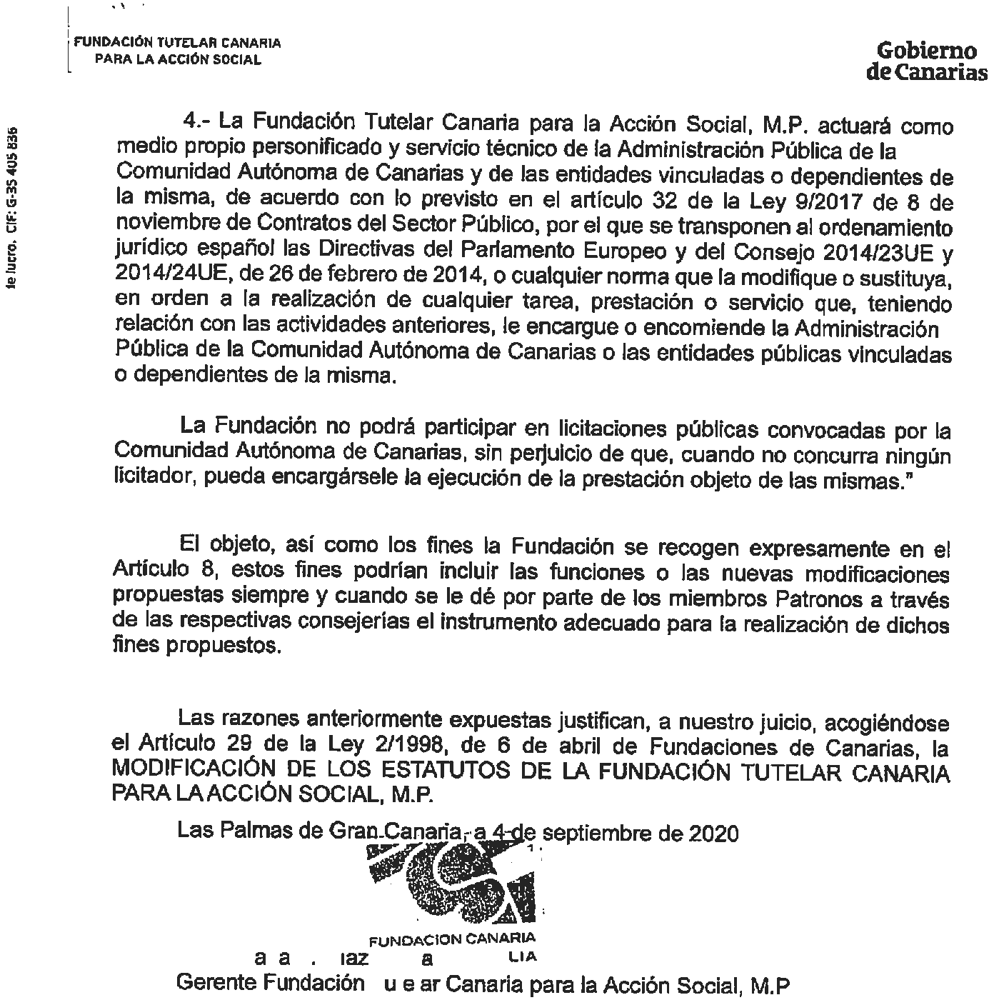 FUNDACIÓN TUTELAR CANARIA
PARA LA ACCIÓN SOCIAL
Gobierno
de Canarias
de lucro. CIF: G-35 405 836
4.- La Fundación Tutelar Canaria para la Acción Social, M.P. actuará como
medio propio personificado y servicio técnico de la Administración Pública de la
Comunidad Autónoma de Canarias y de las entidades vinculadas o dependientes de
la misma, de acuerdo con lo previsto en el artículo 32 de la Ley 9/2017 de 8 de
noviembre de Contratos del Sector Público, por el que se transponen al ordenamiento
jurídico español las Directivas del Parlamento Europeo y del Consejo 2014/23UE y
2014/24UE, de 26 de febrero de 2014, o cualquier norma que la modifique o sustituya,
en orden a la realización de cualquier tarea, prestación o servicio que, teniendo
relación con las actividades anteriores, le encargue o encomiende la Administración
Pública de la Comunidad Autónoma de Canarias o las entidades públicas vinculadas
o dependientes de la misma.
La Fundación no podrá participar en licitaciones públicas convocadas por la
Comunidad Autónoma de Canarias, sin perjuicio de que, cuando no concurra ningún
licitador, pueda encargársele la ejecución de la prestación objeto de las mismas."
El objeto, así como los fines la Fundación se recogen expresamente en el
Artículo 8, estos fines podrían incluir las funciones o las nuevas modificaciones
propuestas siempre y cuando se le dé por parte de los miembros Patronos a través
de las respectivas consejerías el instrumento adecuado para la realización de dichos
fines propuestos.
Las razones anteriormente expuestas justifican, a nuestro juicio, acogiéndose
el Artículo 29 de la Ley 2/1998, de 6 de abril de Fundaciones de Canarias, la
MODIFICACIÓN DE LOS ESTATUTOS DE LA FUNDACIÓN TUTELAR CANARIA
PARA LA ACCIÓN SOCIAL, M.P.
Las Palmas de Gran Canaria, a 4 de septiembre de 2020
FUNDACION CANARIA
Gerente Fundación Canaria para la Acción Social, M.P